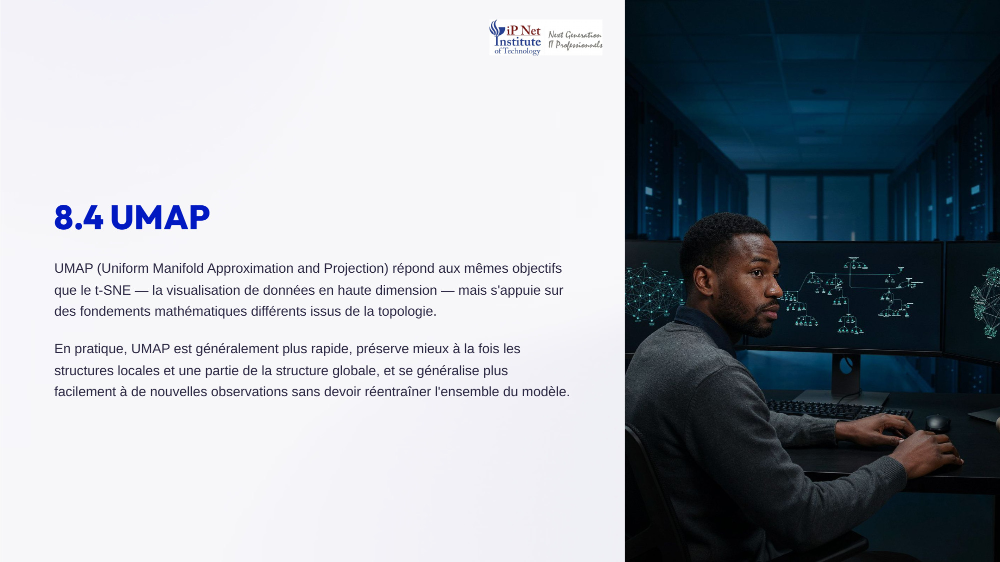 iP Net
Institute
of Technology
Next Generation
IT Professionnels
8.4 UMAP
UMAP (Uniform Manifold Approximation and Projection) répond aux mêmes objectifs
que le t-SNE — la visualisation de données en haute dimension — mais s'appuie sur
des fondements mathématiques différents issus de la topologie.
En pratique, UMAP est généralement plus rapide, préserve mieux à la fois les
structures locales et une partie de la structure globale, et se généralise plus
facilement à de nouvelles observations sans devoir réentraîner l'ensemble du modèle.